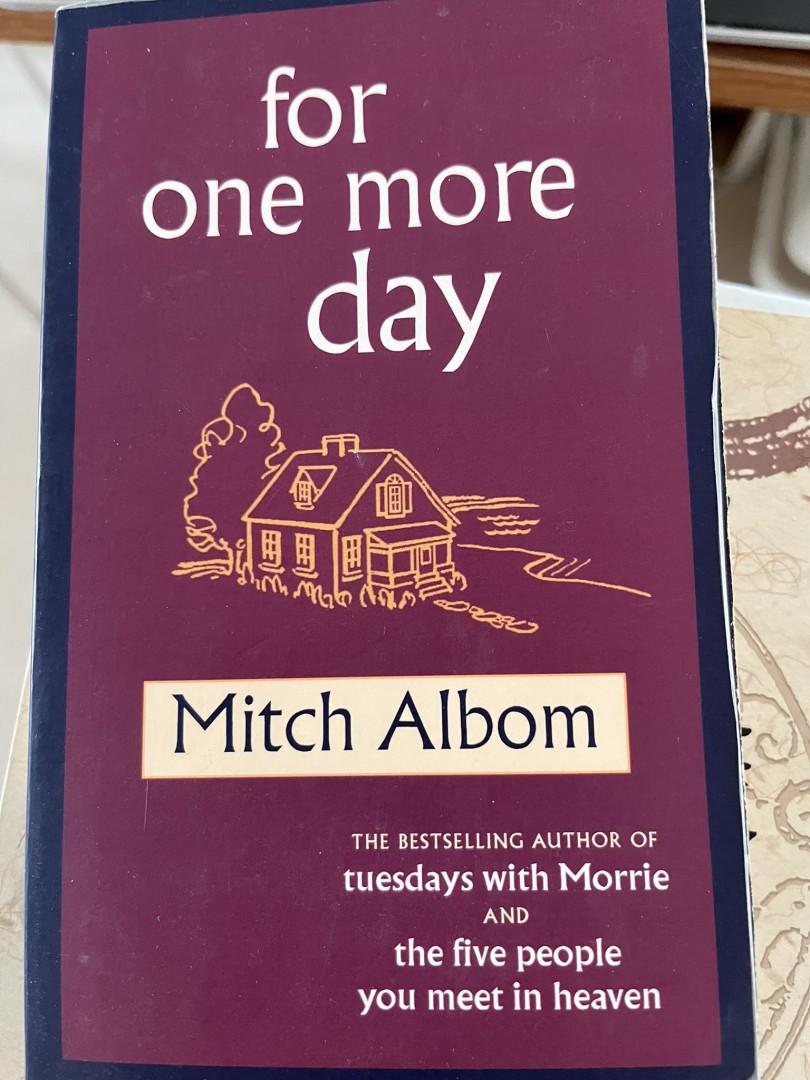 for
one more
day
Mitch Albom
THE BESTSELLING AUTHOR OF
tuesdays with Morrie
AND
the five people
you meet in heaven